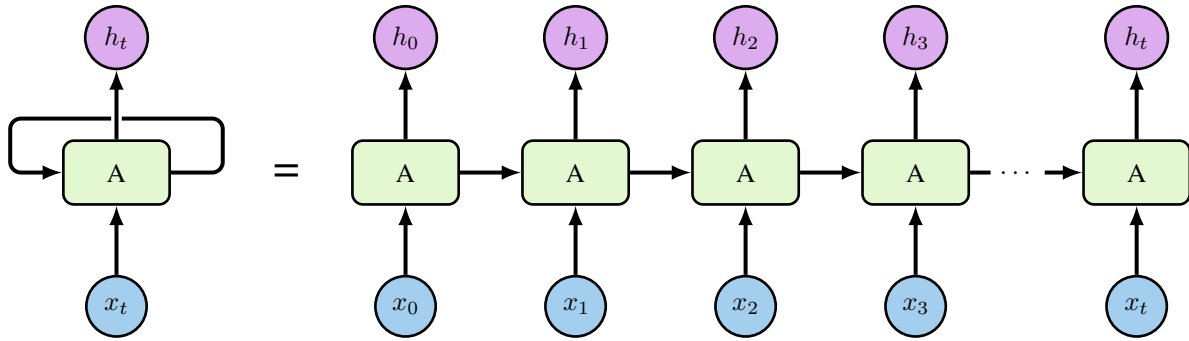 h_t h_0 h_1 h_2 h_3 h_t
A = A A A A ··· A
x_t x_0 x_1 x_2 x_3 x_t